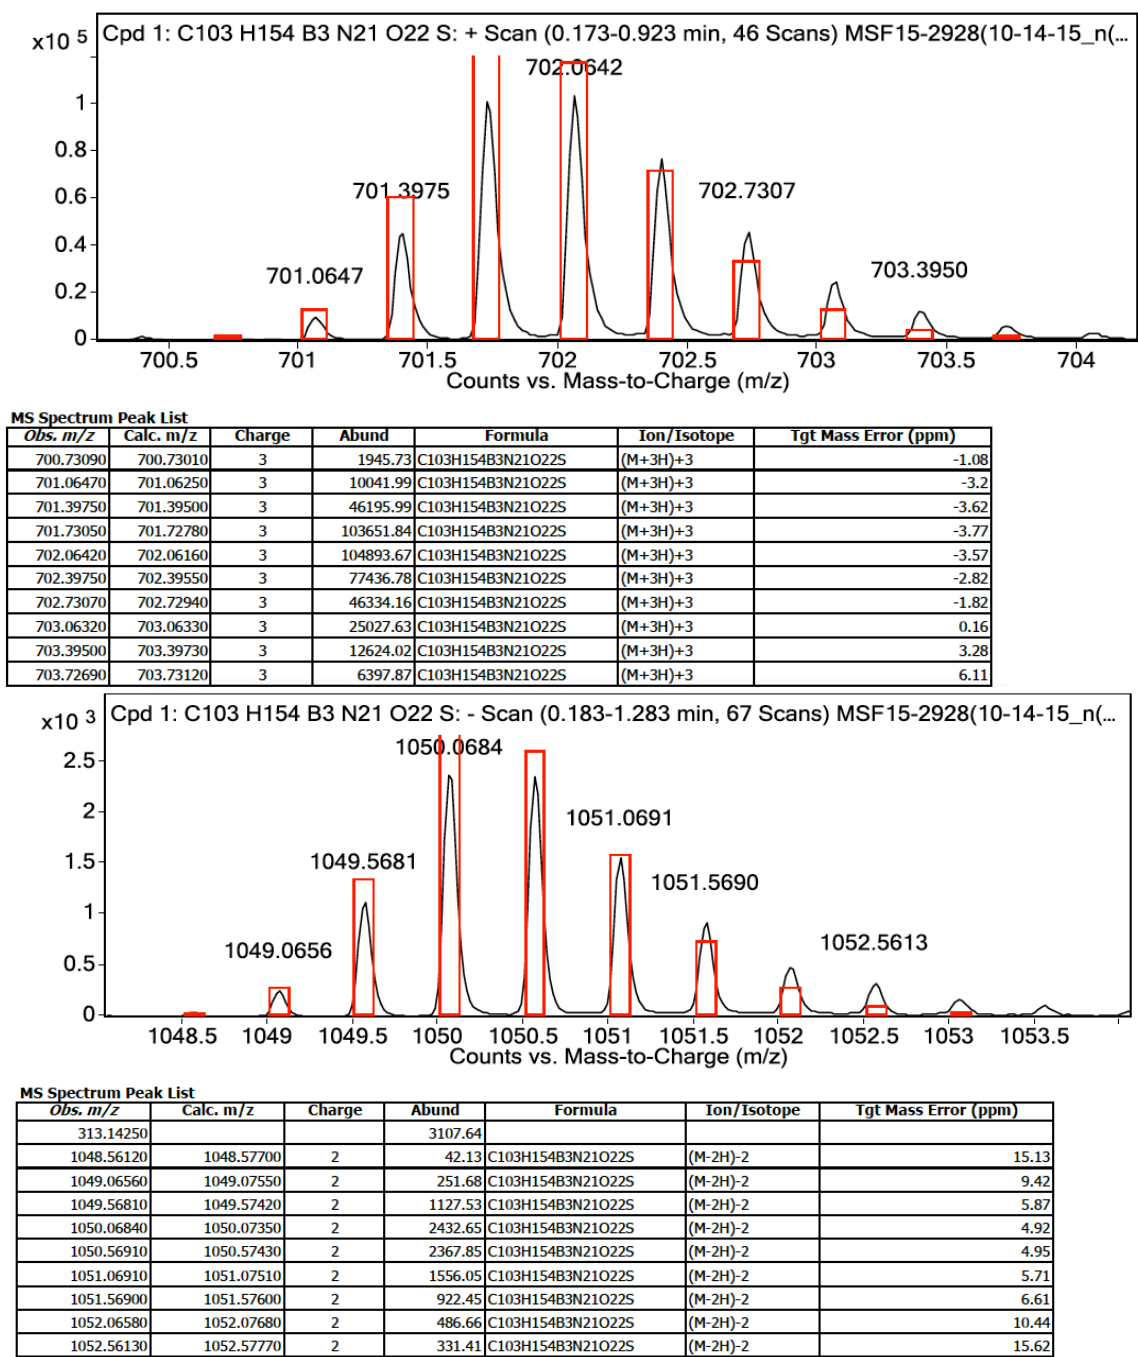 Cpd 1: C103 H154 B3 N21 O22 S: + Scan (0.173-0.923 min, 46 Scans) MSF15-2928(10-14-15_n(...
x10 5
702.0642
1
0.8
701.3975
702.7307
0.6
0.4
701.0647
703.3950
0.2
0
700.5 701 701.5 702 702.5 703 703.5 704
Counts vs. Mass-to-Charge (m/z)
MS Spectrum Peak List
Obs. m/z Calc. m/z Charge Abund Formula Ion/Isotope Tgt Mass Error (ppm)
700.73090 700.73010 3 1945.73 C103H154B3N21O22S (M+3H)+3 -1.08
701.06470 701.06250 3 10041.99 C103H154B3N21O22S (M+3H)+3 -3.2
701.39750 701.39500 3 46195.99 C103H154B3N21O22S (M+3H)+3 -3.62
701.73050 701.72780 3 103651.84 C103H154B3N21O22S (M+3H)+3 -3.77
702.06420 702.06160 3 104893.67 C103H154B3N21O22S (M+3H)+3 -3.57
702.39750 702.39550 3 77436.78 C103H154B3N21O22S (M+3H)+3 -2.82
702.73070 702.72940 3 46334.16 C103H154B3N21O22S (M+3H)+3 -1.82
703.06320 703.06330 3 25027.63 C103H154B3N21O22S (M+3H)+3 0.16
703.39500 703.39730 3 12624.02 C103H154B3N21O22S (M+3H)+3 3.28
703.72690 703.73120 3 6397.87 C103H154B3N21O22S (M+3H)+3 6.11
Cpd 1: C103 H154 B3 N21 O22 S: - Scan (0.183-1.283 min, 67 Scans) MSF15-2928(10-14-15_n(...
x10 3
1050.0684
2.5
1051.0691
2
1.5
1049.5681
1051.5690
1
1049.0656
1052.5613
0.5
0
1048.5 1049 1049.5 1050 1050.5 1051 1051.5 1052 1052.5 1053 1053.5
Counts vs. Mass-to-Charge (m/z)
MS Spectrum Peak List
Obs. m/z Calc. m/z Charge Abund Formula Ion/Isotope Tgt Mass Error (ppm)
313.14250 3107.64
1048.56120 1048.57700 2 42.13 C103H154B3N21O22S (M-2H)-2 15.13
1049.06560 1049.07550 2 251.68 C103H154B3N21O22S (M-2H)-2 9.42
1049.56810 1049.57420 2 1127.53 C103H154B3N21O22S (M-2H)-2 5.87
1050.06840 1050.07350 2 2432.65 C103H154B3N21O22S (M-2H)-2 4.92
1050.56910 1050.57430 2 2367.85 C103H154B3N21O22S (M-2H)-2 4.95
1051.06910 1051.07510 2 1556.05 C103H154B3N21O22S (M-2H)-2 5.71
1051.56900 1051.57600 2 922.45 C103H154B3N21O22S (M-2H)-2 6.61
1052.06580 1052.07680 2 486.66 C103H154B3N21O22S (M-2H)-2 10.44
1052.56130 1052.57770 2 331.41 C103H154B3N21O22S (M-2H)-2 15.62